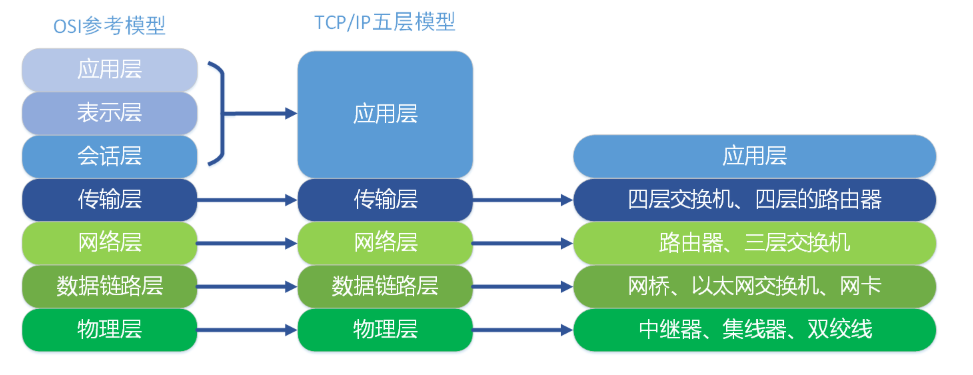 OSI参考模型
TCP/IP五层模型
应用层
表示层
会话层
传输层
网络层
数据链路层
物理层
应用层
传输层
网络层
数据链路层
物理层
应用层
四层交换机、四层的路由器
路由器、三层交换机
网桥、以太网交换机、网卡
中继器、集线器、双绞线